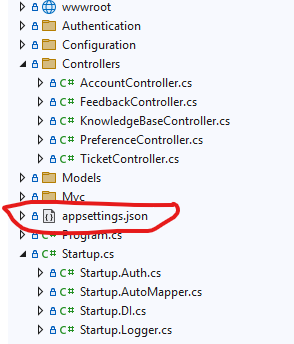 wwwroot
Authentication
Configuration
Controllers
C# AccountController.cs
C# FeedbackController.cs
C# KnowledgeBaseController.cs
C# PreferenceController.cs
C# TicketController.cs
Models
Mvc
appsettings.json
C# Program.cs
C# Startup.cs
C# Startup.Auth.cs
C# Startup.AutoMapper.cs
C# Startup.DI.cs
C# Startup.Logger.cs